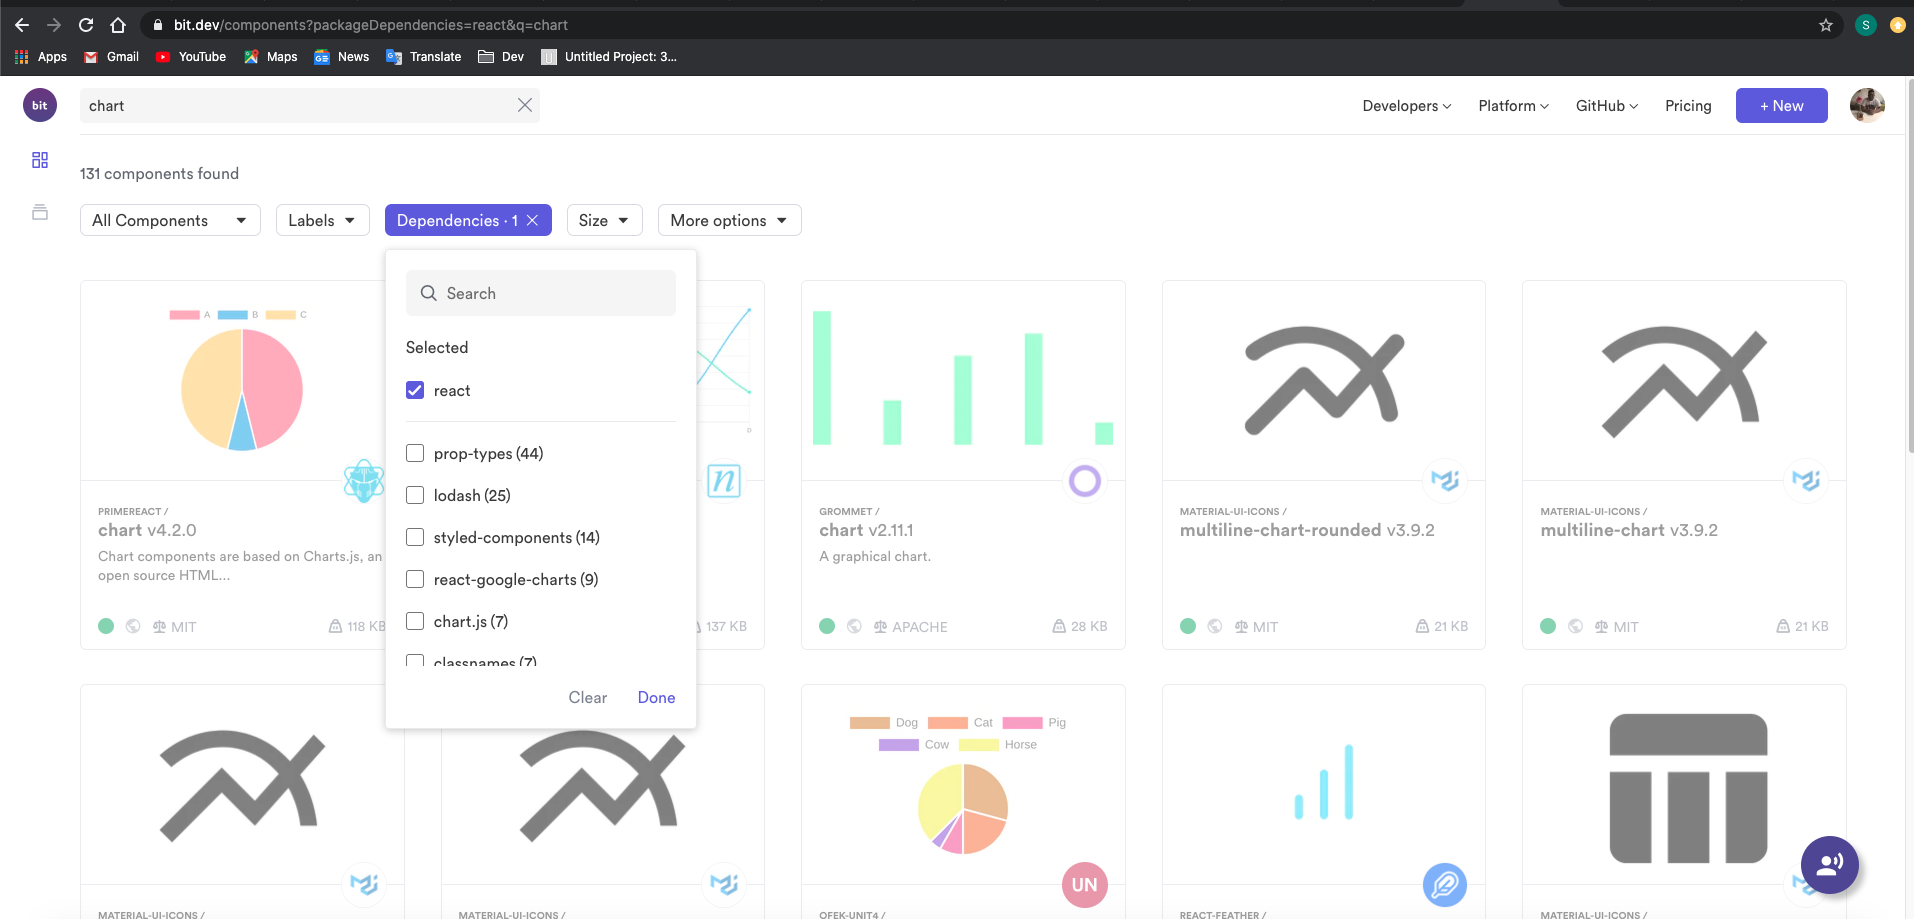 bit.dev/components?packageDependencies=react&q=chart
S
Apps Gmail YouTube Maps News Translate Dev Untitled Project: 3...
bit
chart
Developers Platform GitHub Pricing + New
131 components found
All Components Labels Dependencies · 1 Size More options
Search
Selected
react
prop-types (44)
lodash (25)
styled-components (14)
react-google-charts (9)
chart.js (7)
classnames (7)
Clear Done
A B C
PRIMEREACT /
chart v4.2.0
Chart components are based on Charts.js, an
open source HTML...
MIT 118 KB
D
n
137 KB
GROMMET /
chart v2.11.1
A graphical chart.
APACHE 28 KB
MATERIAL-UI-ICONS /
multiline-chart-rounded v3.9.2
MIT 21 KB
MATERIAL-UI-ICONS /
multiline-chart v3.9.2
MIT 21 KB
MATERIAL-UI-ICONS /
MATERIAL-UI-ICONS /
Dog Cat Pig
Cow Horse
UN
OFEK-UNIT4 /
REACT-FEATHER /
MATERIAL-UI-ICONS /